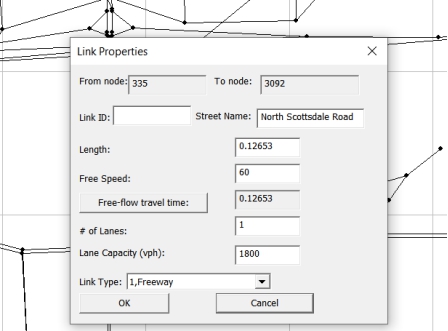 Link Properties
From node: 335 To node: 3092
Link ID: Street Name: North Scottsdale Road
Length: 0.12653
Free Speed: 60
Free-flow travel time: 0.12653
# of Lanes: 1
Lane Capacity (vph): 1800
Link Type: 1,Freeway
OK Cancel